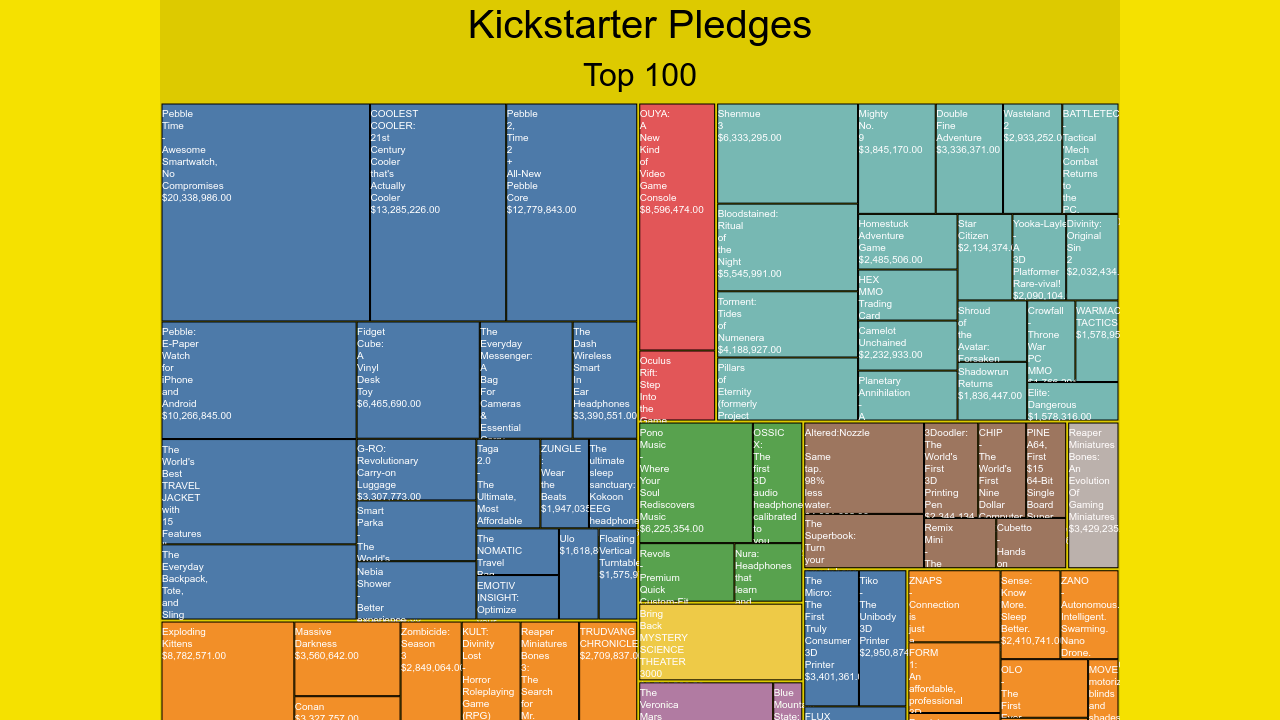 Kickstarter Pledges
Top 100
Pebble
Time
-
Awesome
Smartwatch,
No
Compromises
$20,338,986.00
COOLEST
COOLER:
21st
Century
Cooler
that's
Actually
Cooler
$13,285,226.00
Pebble
2,
Time
2
+
All-New
Pebble
Core
$12,779,843.00
Pebble:
E-Paper
Watch
for
iPhone
and
Android
$10,266,845.00
Fidget
Cube:
A
Vinyl
Desk
Toy
$6,465,690.00
The
Everyday
Messenger:
A
Bag
For
Cameras
&
Essential
The
Dash
Wireless
Smart
In
Ear
Headphones
$3,390,551.00
The
World's
Best
TRAVEL
JACKET
with
15
Features
The
Everyday
Backpack,
Tote,
and
Sling
G-RO:
Revolutionary
Carry-on
Luggage
$3,307,773.00
Smart
Parka
-
The
World's
Nebia
Shower
-
Better
experience,
Taga
2.0
-
The
Ultimate,
Most
Affordable
ZUNGLE
:
Wear
the
Beats
$1,947,035
The
ultimate
sleep
sanctuary:
Kokoon
EEG
headphone
The
NOMATIC
Travel
Bag
EMOTIV
INSIGHT:
Optimize
Ulo
$1,618,8
Floating
Vertical
Turntable
$1,575,9
OUYA:
A
New
Kind
of
Video
Game
Console
$8,596,474.00
Oculus
Rift:
Step
Into
the
Game
Shenmue
3
$6,333,295.00
Bloodstained:
Ritual
of
the
Night
$5,545,991.00
Torment:
Tides
of
Numenera
$4,188,927.00
Pillars
of
Eternity
(formerly
Project
Mighty
No.
9
$3,845,170.00
Double
Fine
Adventure
$3,336,371.00
Wasteland
2
$2,933,252.0
BATTLETEC
-
Tactical
'Mech
Combat
Returns
to
the
PC.
Homestuck
Adventure
Game
$2,485,506.00
HEX
MMO
Trading
Card
Camelot
Unchained
$2,232,933.00
Planetary
Annihilation
-
A
Star
Citizen
$2,134,374
Yooka-Layle
-
A
3D
Platformer
Rare-vival!
$2,090,104
Divinity:
Original
Sin
2
$2,032,434
Shroud
of
the
Avatar:
Forsaken
Shadowrun
Returns
$1,836,447.00
Crowfall
-
Throne
War
PC
MMO
WARMAC
TACTICS
$1,578,95
Elite:
Dangerous
$1,578,316.00
Pono
Music
-
Where
Your
Soul
Rediscovers
Music
$6,225,354.00
OSSIC
X:
The
first
3D
audio
headphone
calibrated
to
you
Revols
-
Premium
Quick
Custom-Fit
Nura:
Headphones
that
learn
and
Altered:Nozzle
-
Same
tap.
98%
less
water.
The
Superbook:
Turn
your
3Doodler:
The
World's
First
3D
Printing
Pen
$2,344,134
CHIP
-
The
World's
First
Nine
Dollar
Computer
PINE
A64,
First
$15
64-Bit
Single
Board
Super
Remix
Mini
-
The
Cubetto
-
Hands
on
Reaper
Miniatures
Bones:
An
Evolution
Of
Gaming
Miniatures
$3,429,235
Bring
Back
MYSTERY
SCIENCE
THEATER
3000
The
Veronica
Mars
Blue
Mounta
State:
The
Micro:
The
First
Truly
Consumer
3D
Printer
$3,401,361.
Tiko
-
The
Unibody
3D
Printer
$2,950,874
FLUX
ZNAPS
-
Connection
is
just
FORM
1:
An
affordable,
professional
3D
Sense:
Know
More.
Sleep
Better.
$2,410,741.0
ZANO
-
Autonomous.
Intelligent.
Swarming.
Nano
Drone.
OLO
-
The
First
Ever
MOVE
motoriz
blinds
and
shades
Exploding
Kittens
$8,782,571.00
Massive
Darkness
$3,560,642.00
Conan
$3,327,757.00
Zombicide:
Season
3
$2,849,064.00
KULT:
Divinity
Lost
-
Horror
Roleplaying
Game
(RPG)
Reaper
Miniatures
Bones
3:
The
Search
for
Mr.
TRUDVANG
CHRONICLE
$2,709,837.0